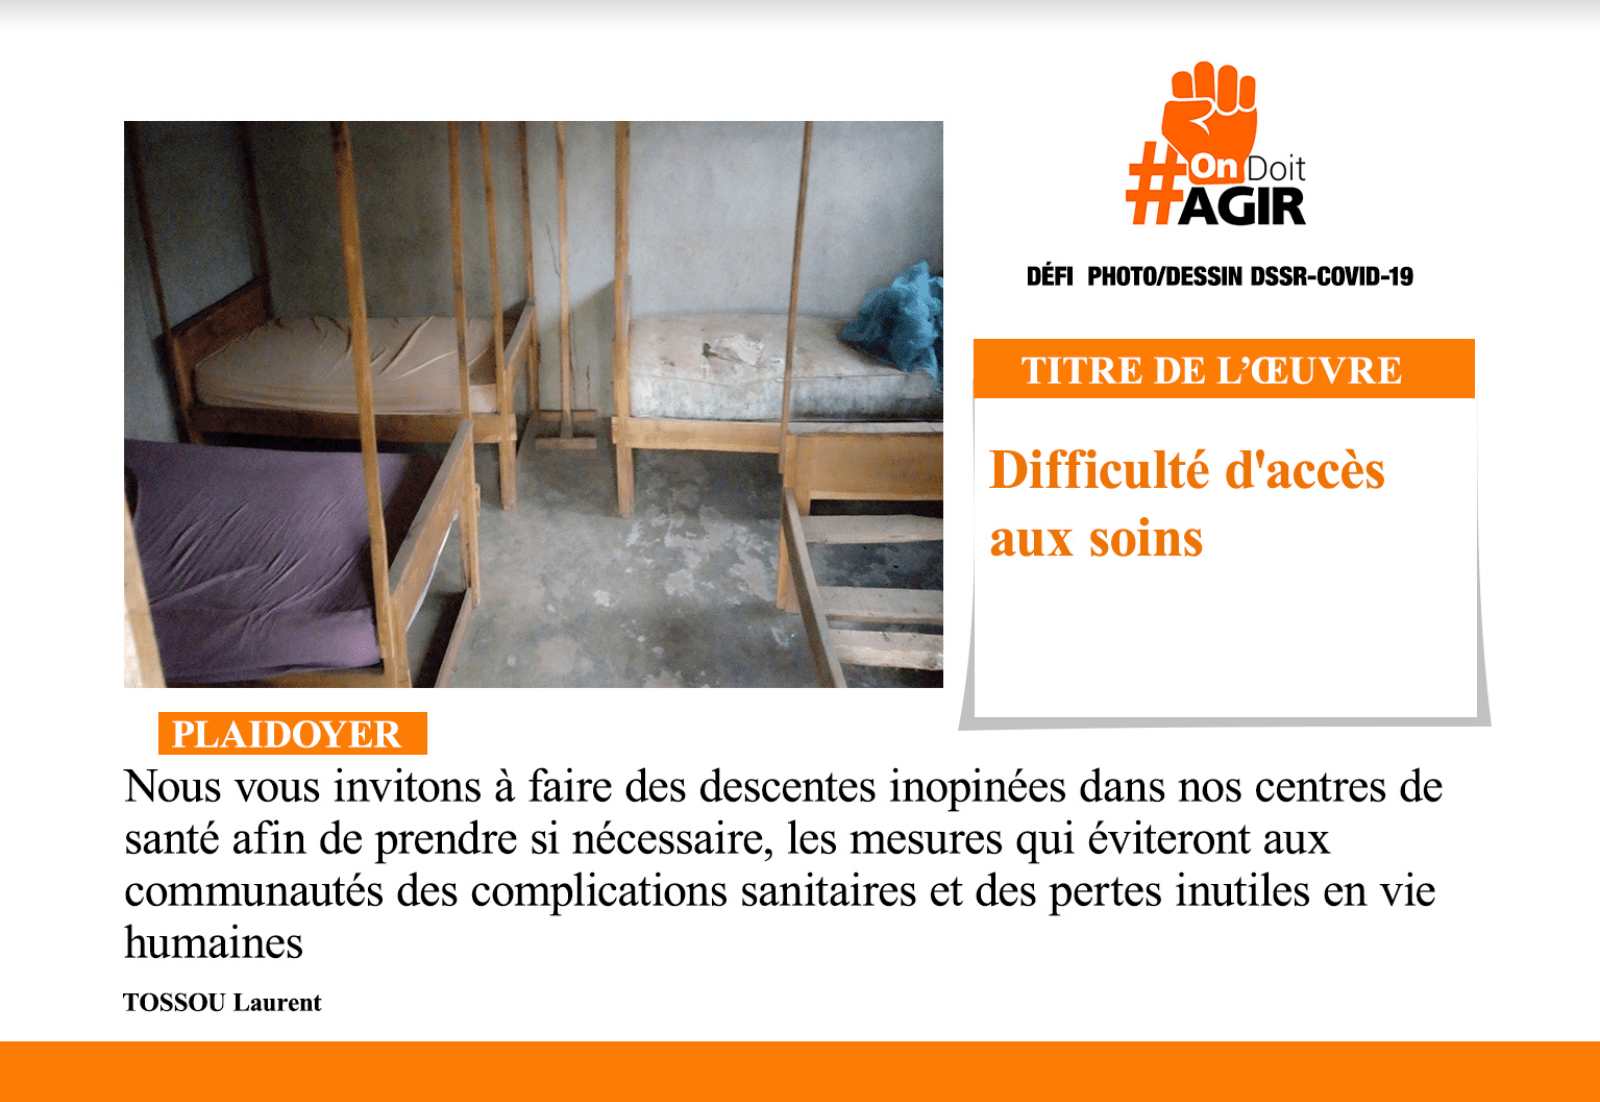 #On Doit
AGIR
DÉFI PHOTO/DESSIN DSSR-COVID-19
TITRE DE L’ŒUVRE
Difficulté d'accès
aux soins
PLAIDOYER
Nous vous invitons à faire des descentes inopinées dans nos centres de
santé afin de prendre si nécessaire, les mesures qui éviteront aux
communautés des complications sanitaires et des pertes inutiles en vie
humaines
TOSSOU Laurent